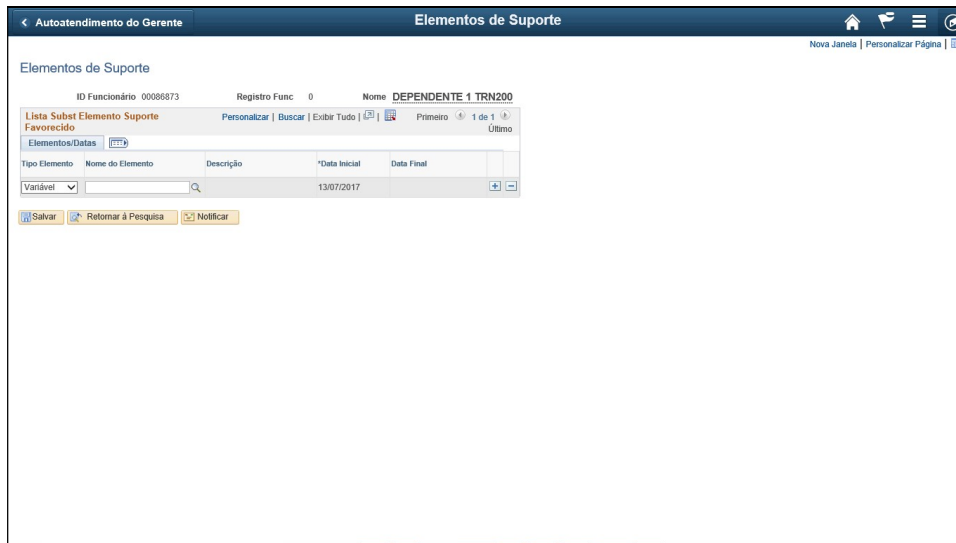 Autoatendimento do Gerente
Elementos de Suporte
Nova Janela | Personalizar Página |
Elementos de Suporte
ID Funcionário 00086873 Registro Func 0 Nome DEPENDENTE 1 TRN200
Lista Subst Elemento Suporte Favorecido Personalizar | Buscar | Exibir Tudo | | Primeiro 1 de 1 Último
Elementos/Datas
Tipo Elemento Nome do Elemento Descrição *Data Inicial Data Final
Variável 13/07/2017
Salvar Retornar à Pesquisa Notificar